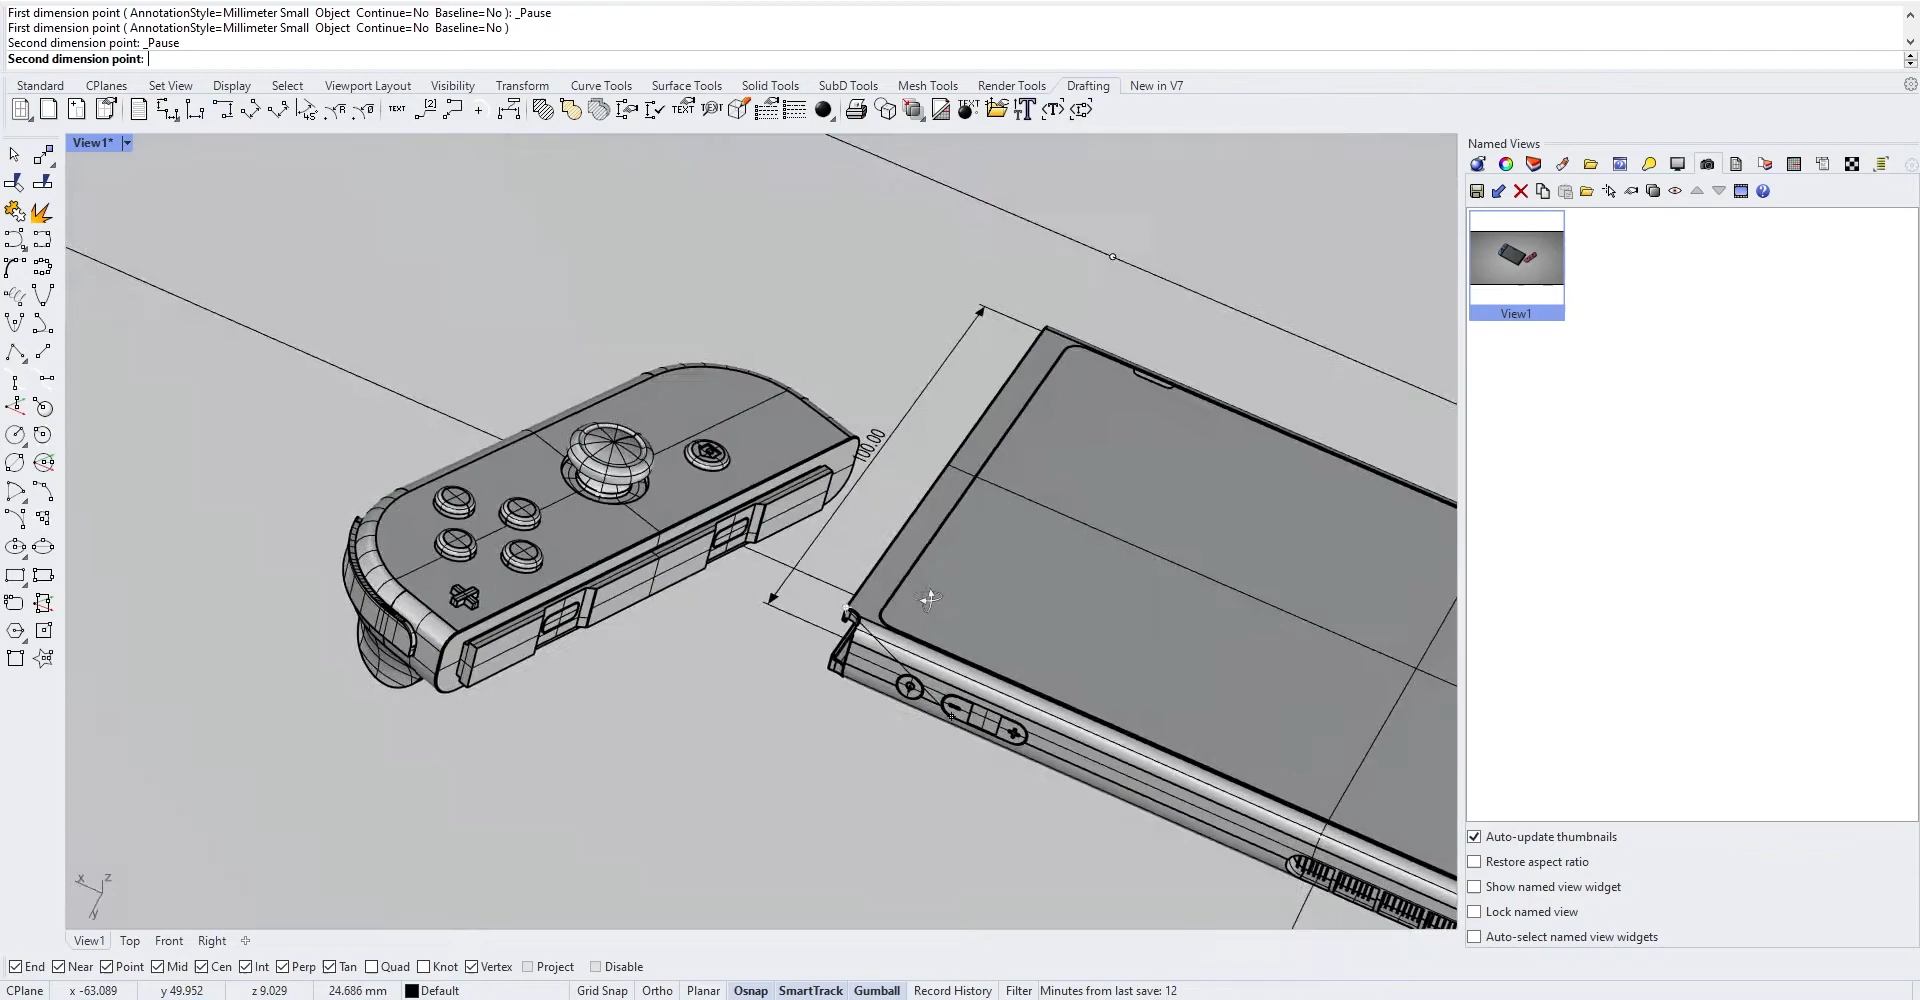 First dimension point ( AnnotationStyle=Millimeter Small  Object  Continue=No  Baseline=No ): _Pause
First dimension point ( AnnotationStyle=Millimeter Small  Object  Continue=No  Baseline=No )
Second dimension point: _Pause
Second dimension point:
Standard CPlanes Set View Display Select Viewport Layout Visibility Transform Curve Tools Surface Tools Solid Tools SubD Tools Mesh Tools Render Tools Drafting New in V7
View1*
Named Views
View1
100.00
Auto-update thumbnails
Restore aspect ratio
Show named view widget
Lock named view
Auto-select named view widgets
x z
y
View1 Top Front Right
End Near Point Mid Cen Int Perp Tan Quad Knot Vertex Project Disable
CPlane x -63.089 y 49.952 z 9.029 24.686 mm Default Grid Snap Ortho Planar Osnap SmartTrack Gumball Record History Filter Minutes from last save: 12